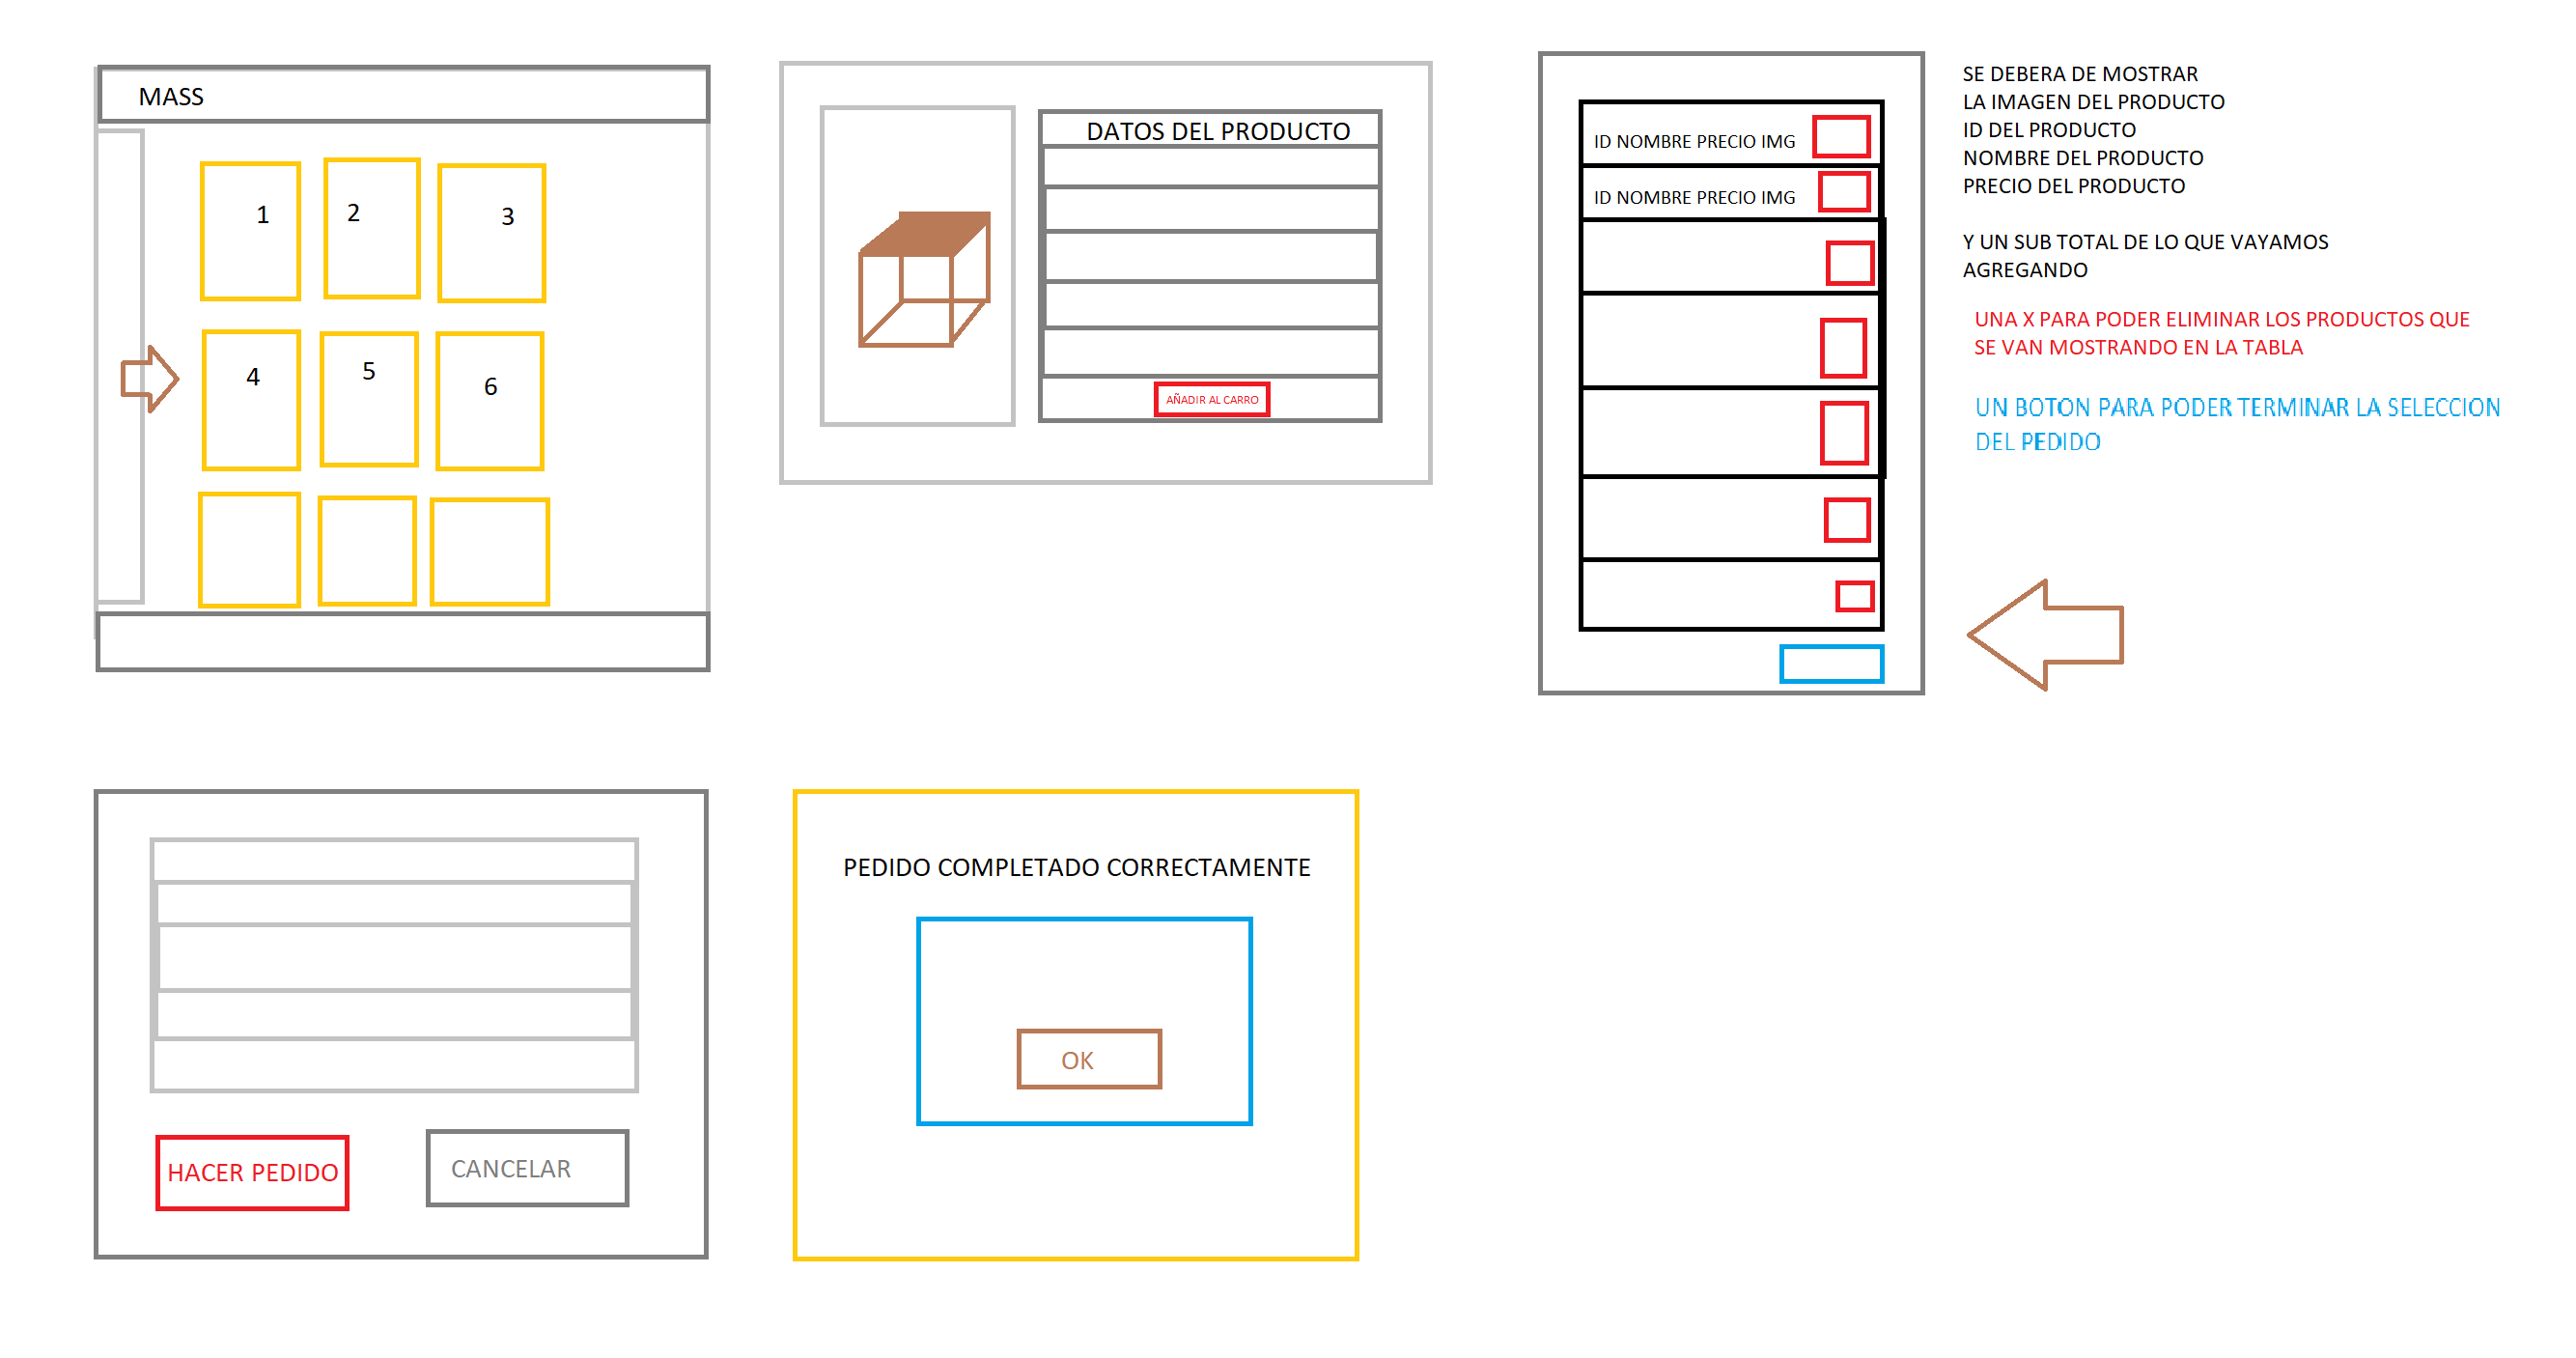 MASS
1
2
3
4
5
6
DATOS DEL PRODUCTO
AÑADIR AL CARRO
ID NOMBRE PRECIO IMG
ID NOMBRE PRECIO IMG
SE DEBERA DE MOSTRAR
LA IMAGEN DEL PRODUCTO
ID DEL PRODUCTO
NOMBRE DEL PRODUCTO
PRECIO DEL PRODUCTO
Y UN SUB TOTAL DE LO QUE VAYAMOS
AGREGANDO
UNA X PARA PODER ELIMINAR LOS PRODUCTOS QUE
SE VAN MOSTRANDO EN LA TABLA
UN BOTON PARA PODER TERMINAR LA SELECCION
DEL PEDIDO
HACER PEDIDO
CANCELAR
PEDIDO COMPLETADO CORRECTAMENTE
OK